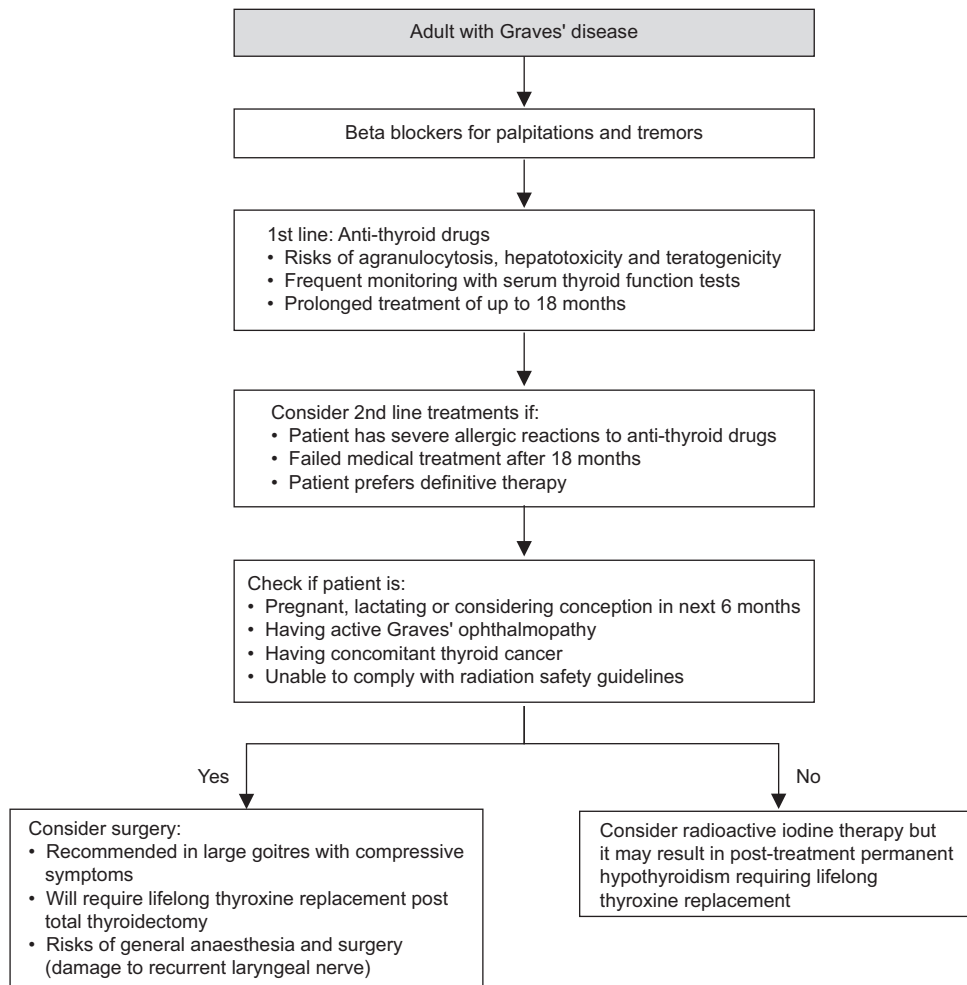 Adult with Graves' disease
Beta blockers for palpitations and tremors
1st line: Anti-thyroid drugs
• Risks of agranulocytosis, hepatotoxicity and teratogenicity
• Frequent monitoring with serum thyroid function tests
• Prolonged treatment of up to 18 months
Consider 2nd line treatments if:
• Patient has severe allergic reactions to anti-thyroid drugs
• Failed medical treatment after 18 months
• Patient prefers definitive therapy
Check if patient is:
• Pregnant, lactating or considering conception in next 6 months
• Having active Graves' ophthalmopathy
• Having concomitant thyroid cancer
• Unable to comply with radiation safety guidelines
Yes
No
Consider surgery:
• Recommended in large goitres with compressive
symptoms
• Will require lifelong thyroxine replacement post
total thyroidectomy
• Risks of general anaesthesia and surgery
(damage to recurrent laryngeal nerve)
Consider radioactive iodine therapy but
it may result in post-treatment permanent
hypothyroidism requiring lifelong
thyroxine replacement